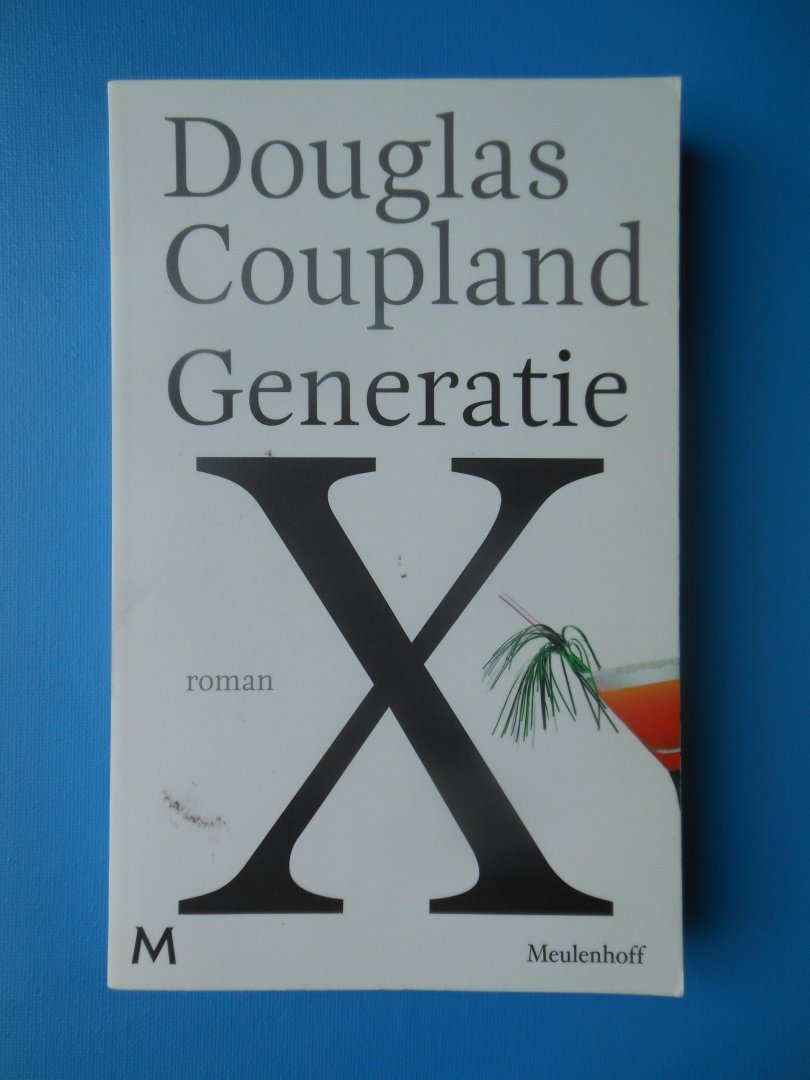 Douglas
Coupland
Generatie
X
roman
M
Meulenhoff